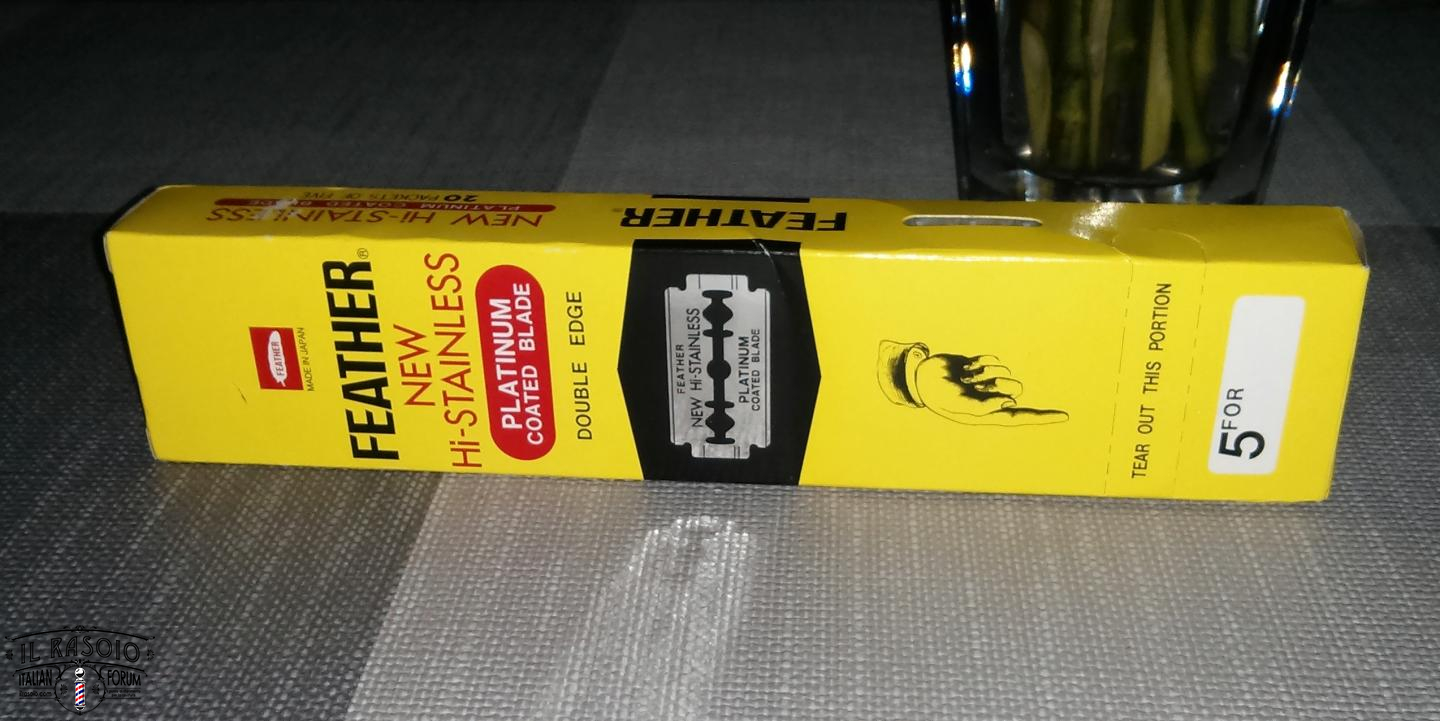 NEW Hi-STAINLESS
PLATINUM COATED BLADE
20 PACKETS OF FIVE
FEATHER®
FEATHER
MADE IN JAPAN
FEATHER®
NEW
Hi-STAINLESS
PLATINUM
COATED BLADE
DOUBLE EDGE
FEATHER
NEW Hi-STAINLESS
PLATINUM
COATED BLADE
TEAR OUT THIS PORTION
5 FOR
IL RASOIO
ITALIAN FORUM